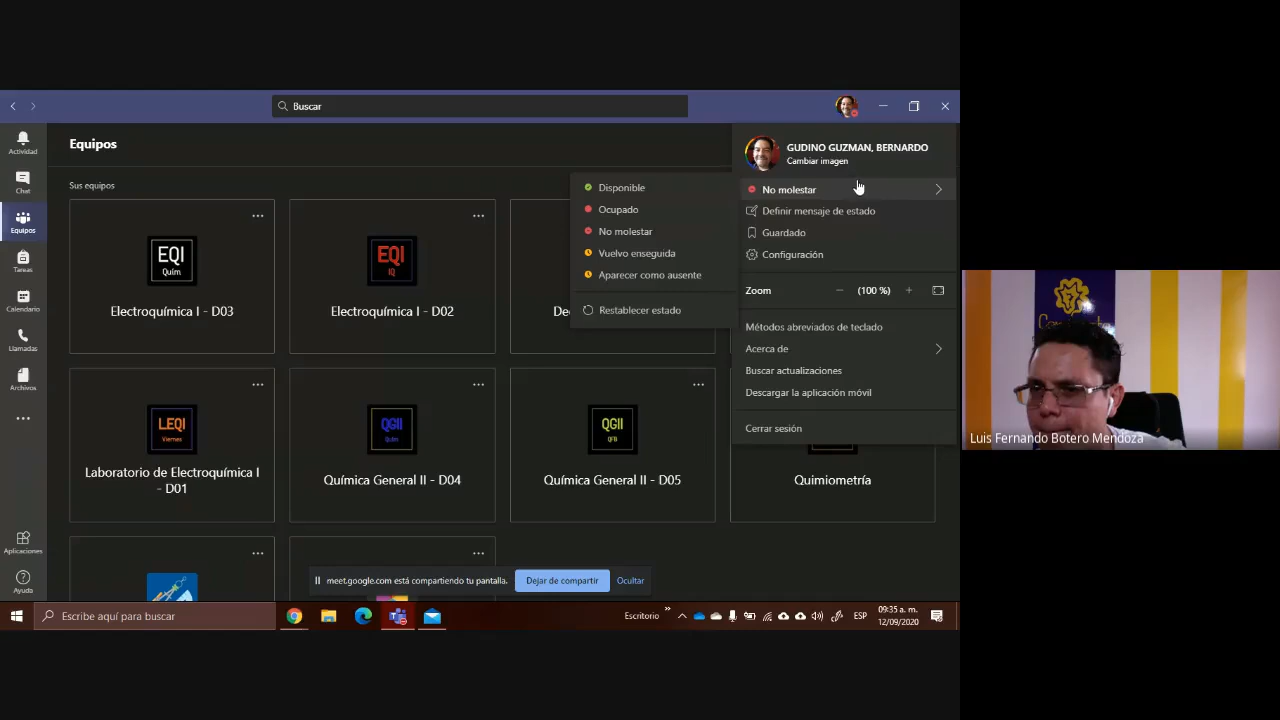 Buscar
Actividad
Chat
Equipos
Tareas
Calendario
Llamadas
Archivos
Aplicaciones
Ayuda
Equipos
Sus equipos
EQI
Quím
Electroquímica I - D03
EQI
IQ
Electroquímica I - D02
De
LEQI
Viernes
Laboratorio de Electroquímica I
- D01
QGII
Quím
Química General II - D04
QGII
QFB
Química General II - D05
Quimiometría
Disponible
Ocupado
No molestar
Vuelvo enseguida
Aparecer como ausente
Restablecer estado
GUDINO GUZMAN, BERNARDO
Cambiar imagen
No molestar
Definir mensaje de estado
Guardado
Configuración
Zoom
(100 %)
Métodos abreviados de teclado
Acerca de
Buscar actualizaciones
Descargar la aplicación móvil
Cerrar sesión
meet.google.com está compartiendo tu pantalla.
Dejar de compartir
Ocultar
Escribe aquí para buscar
Escritorio
ESP
09:35 a. m.
12/09/2020
Luis Fernando Botero Mendoza